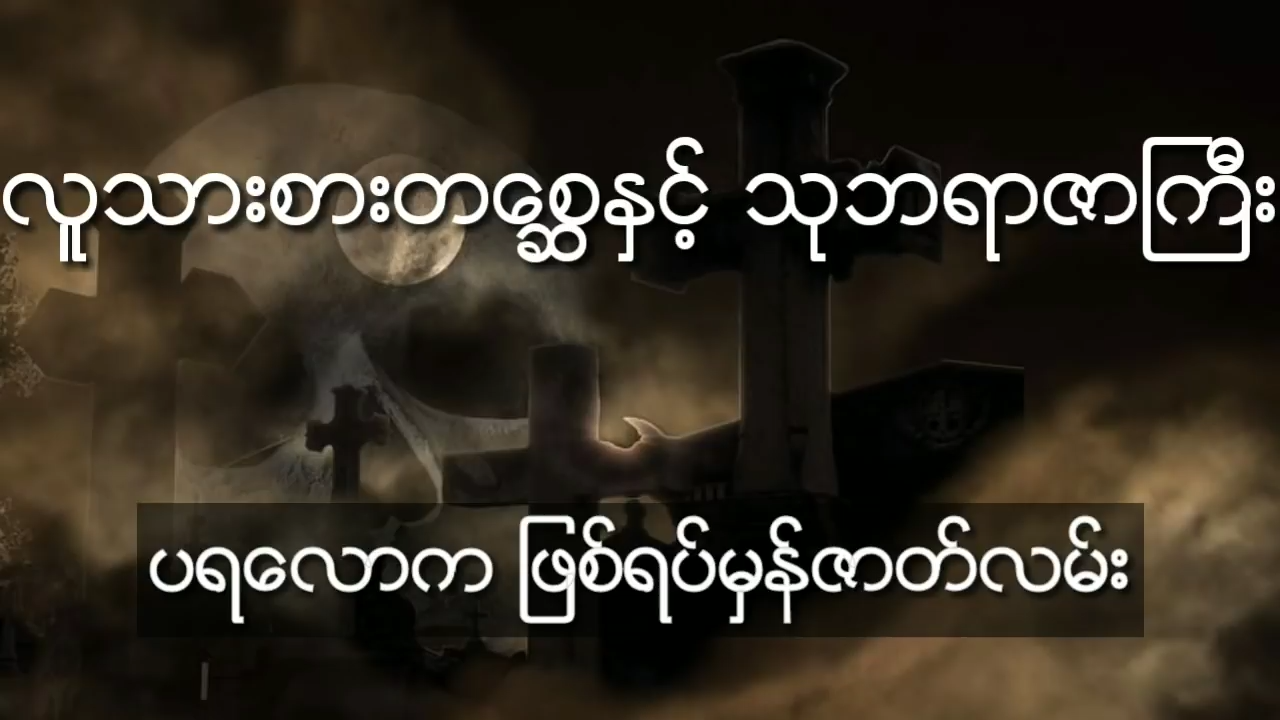 လူသားစားတစ္ဆေနှင့် သုဘရာဇာကြီး
ပရလောက ဖြစ်ရပ်မှန်ဇာတ်လမ်း